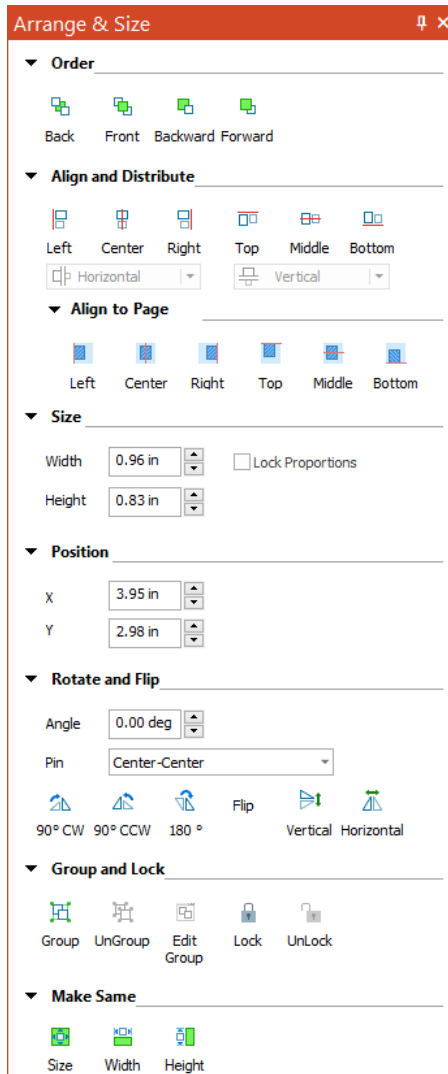 Arrange & Size
Order
Back Front Backward Forward
Align and Distribute
Left Center Right Top Middle Bottom
Horizontal Vertical
Align to Page
Left Center Right Top Middle Bottom
Size
Width 0.96 in Lock Proportions
Height 0.83 in
Position
X 3.95 in
Y 2.98 in
Rotate and Flip
Angle 0.00 deg
Pin Center-Center
90° CW 90° CCW 180 ° Flip Vertical Horizontal
Group and Lock
Group UnGroup Edit Group Lock UnLock
Make Same
Size Width Height